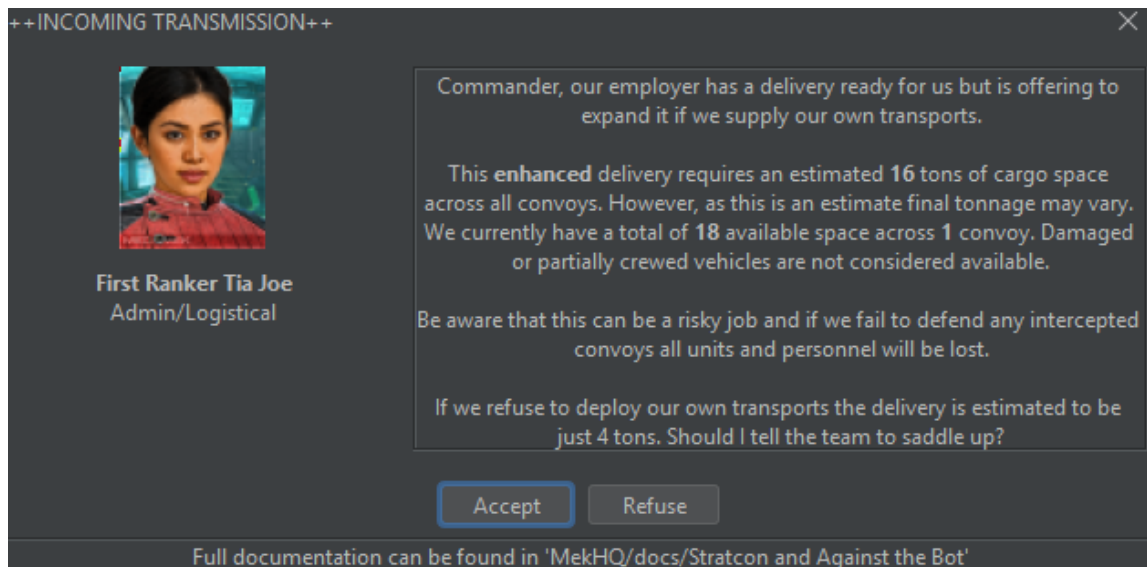 ++INCOMING TRANSMISSION++
First Ranker Tia Joe
Admin/Logistical
Commander, our employer has a delivery ready for us but is offering to
expand it if we supply our own transports.
This enhanced delivery requires an estimated 16 tons of cargo space
across all convoys. However, as this is an estimate final tonnage may vary.
We currently have a total of 18 available space across 1 convoy. Damaged
or partially crewed vehicles are not considered available.
Be aware that this can be a risky job and if we fail to defend any intercepted
convoys all units and personnel will be lost.
If we refuse to deploy our own transports the delivery is estimated to be
just 4 tons. Should I tell the team to saddle up?
Accept
Refuse
Full documentation can be found in 'MekHQ/docs/Stratcon and Against the Bot'